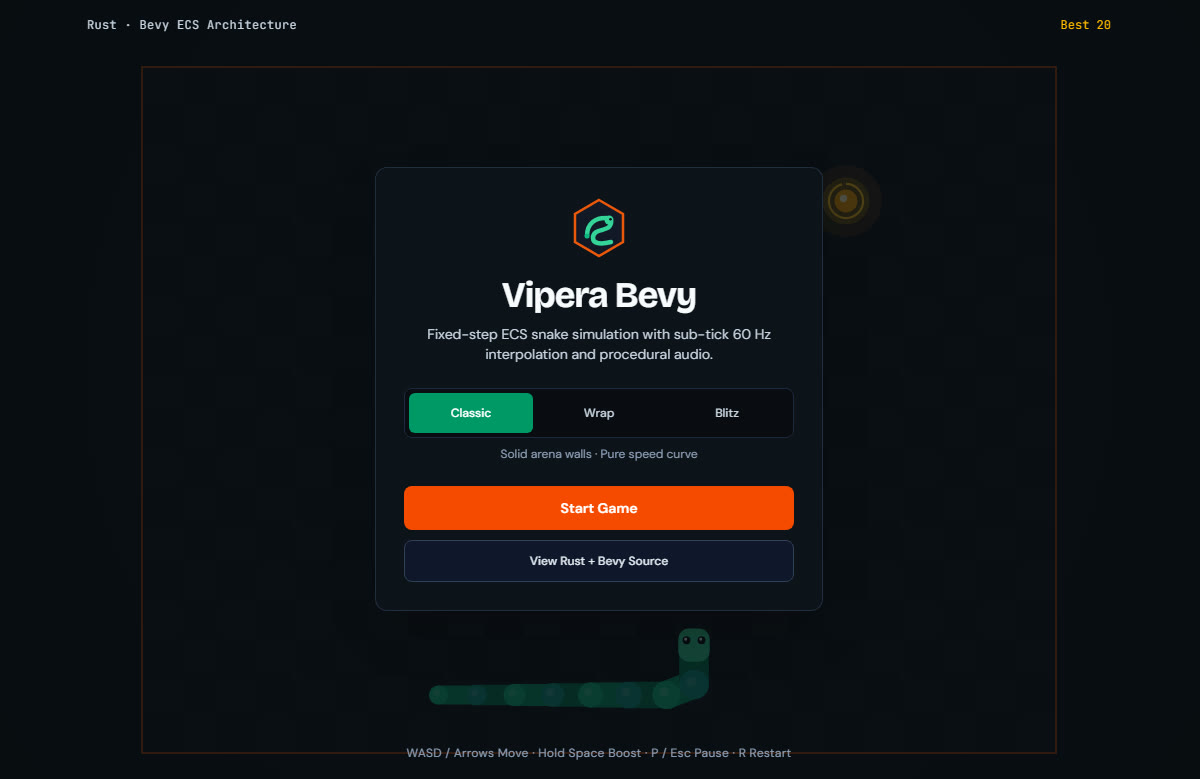 Rust · Bevy ECS Architecture
Best 20
Vipera Bevy
Fixed-step ECS snake simulation with sub-tick 60 Hz
interpolation and procedural audio.
Classic
Wrap
Blitz
Solid arena walls · Pure speed curve
Start Game
View Rust + Bevy Source
WASD / Arrows Move · Hold Space Boost · P / Esc Pause · R Restart